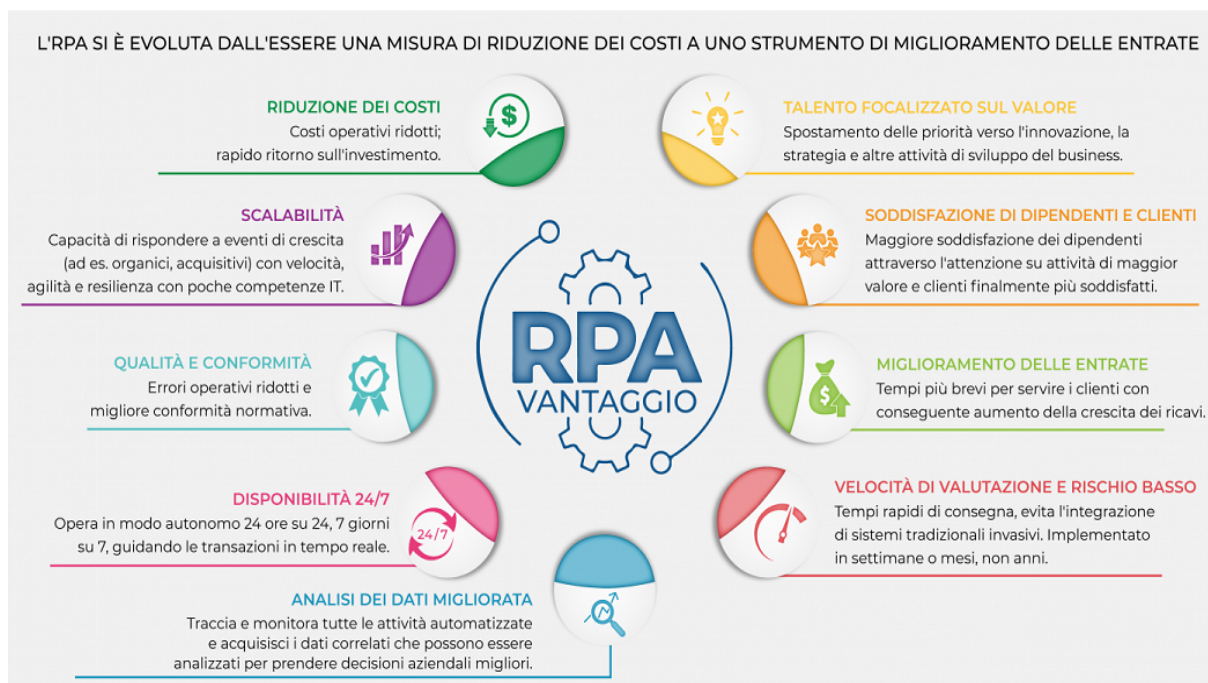 L'RPA SI È EVOLUTA DALL'ESSERE UNA MISURA DI RIDUZIONE DEI COSTI A UNO STRUMENTO DI MIGLIORAMENTO DELLE ENTRATE
RIDUZIONE DEI COSTI
Costi operativi ridotti;
rapido ritorno sull'investimento.
$
SCALABILITÀ
Capacità di rispondere a eventi di crescita
(ad es. organici, acquisitivi) con velocità,
agilità e resilienza con poche competenze IT.
QUALITÀ E CONFORMITÀ
Errori operativi ridotti e
migliore conformità normativa.
DISPONIBILITÀ 24/7
Opera in modo autonomo 24 ore su 24, 7 giorni
su 7, guidando le transazioni in tempo reale.
24/7
ANALISI DEI DATI MIGLIORATA
Traccia e monitora tutte le attività automatizzate
e acquisisci i dati correlati che possono essere
analizzati per prendere decisioni aziendali migliori.
RPA
VANTAGGIO
TALENTO FOCALIZZATO SUL VALORE
Spostamento delle priorità verso l'innovazione, la
strategia e altre attività di sviluppo del business.
SODDISFAZIONE DI DIPENDENTI E CLIENTI
Maggiore soddisfazione dei dipendenti
attraverso l'attenzione su attività di maggior
valore e clienti finalmente più soddisfatti.
MIGLIORAMENTO DELLE ENTRATE
Tempi più brevi per servire i clienti con
conseguente aumento della crescita dei ricavi.
$
VELOCITÀ DI VALUTAZIONE E RISCHIO BASSO
Tempi rapidi di consegna, evita l'integrazione
di sistemi tradizionali invasivi. Implementato
in settimane o mesi, non anni.